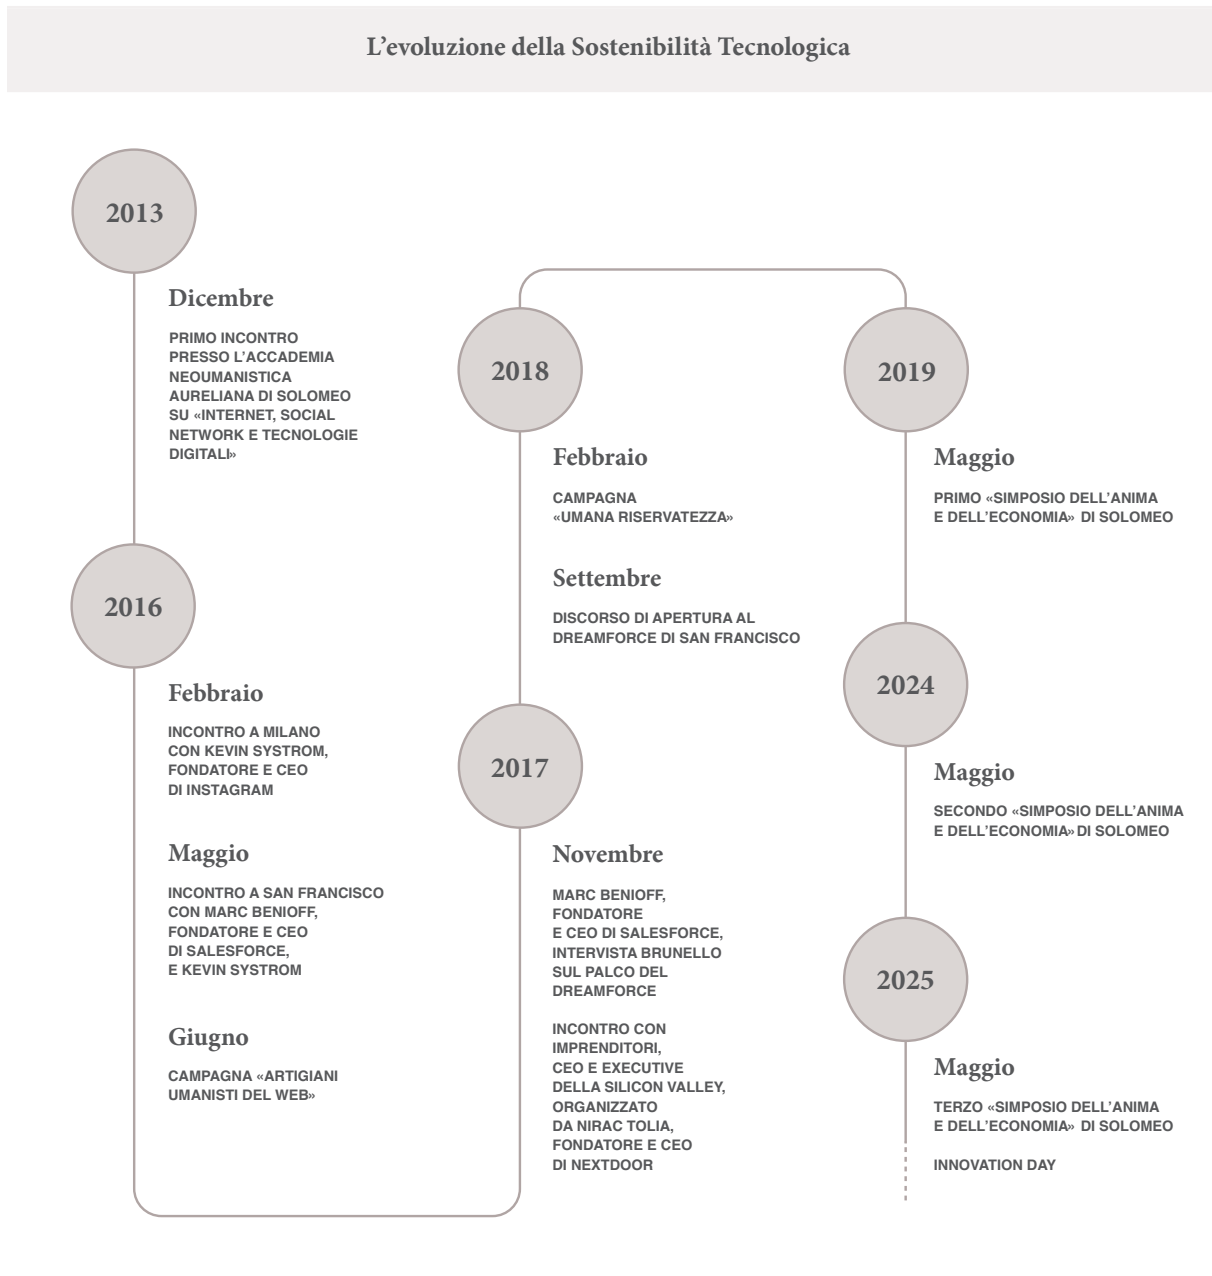 L’evoluzione della Sostenibilità Tecnologica
2013
Dicembre
PRIMO INCONTRO
PRESSO L’ACCADEMIA
NEOUMANISTICA
AURELIANA DI SOLOMEO
SU «INTERNET, SOCIAL
NETWORK E TECNOLOGIE
DIGITALI»
2016
Febbraio
INCONTRO A MILANO
CON KEVIN SYSTROM,
FONDATORE E CEO
DI INSTAGRAM
Maggio
INCONTRO A SAN FRANCISCO
CON MARC BENIOFF,
FONDATORE E CEO
DI SALESFORCE,
E KEVIN SYSTROM
Giugno
CAMPAGNA «ARTIGIANI
UMANISTI DEL WEB»
2018
Febbraio
CAMPAGNA
«UMANA RISERVATEZZA»
Settembre
DISCORSO DI APERTURA AL
DREAMFORCE DI SAN FRANCISCO
2017
Novembre
MARC BENIOFF,
FONDATORE
E CEO DI SALESFORCE,
INTERVISTA BRUNELLO
SUL PALCO DEL
DREAMFORCE
INCONTRO CON
IMPRENDITORI,
CEO E EXECUTIVE
DELLA SILICON VALLEY,
ORGANIZZATO
DA NIRAC TOLIA,
FONDATORE E CEO
DI NEXTDOOR
2019
Maggio
PRIMO «SIMPOSIO DELL’ANIMA
E DELL’ECONOMIA» DI SOLOMEO
2024
Maggio
SECONDO «SIMPOSIO DELL’ANIMA
E DELL’ECONOMIA» DI SOLOMEO
2025
Maggio
TERZO «SIMPOSIO DELL’ANIMA
E DELL’ECONOMIA» DI SOLOMEO
INNOVATION DAY